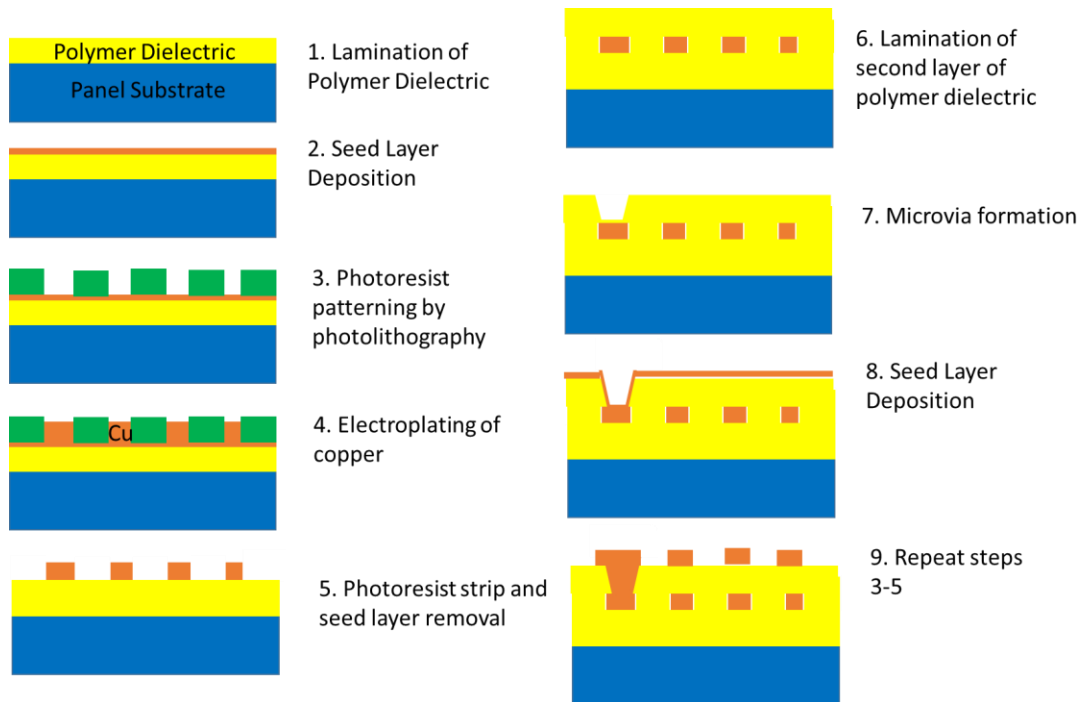 Polymer Dielectric
Panel Substrate
1. Lamination of
Polymer Dielectric
2. Seed Layer
Deposition
3. Photoresist
patterning by
photolithography
Cu
4. Electroplating of
copper
5. Photoresist strip and
seed layer removal
6. Lamination of
second layer of
polymer dielectric
7. Microvia formation
8. Seed Layer
Deposition
9. Repeat steps
3-5